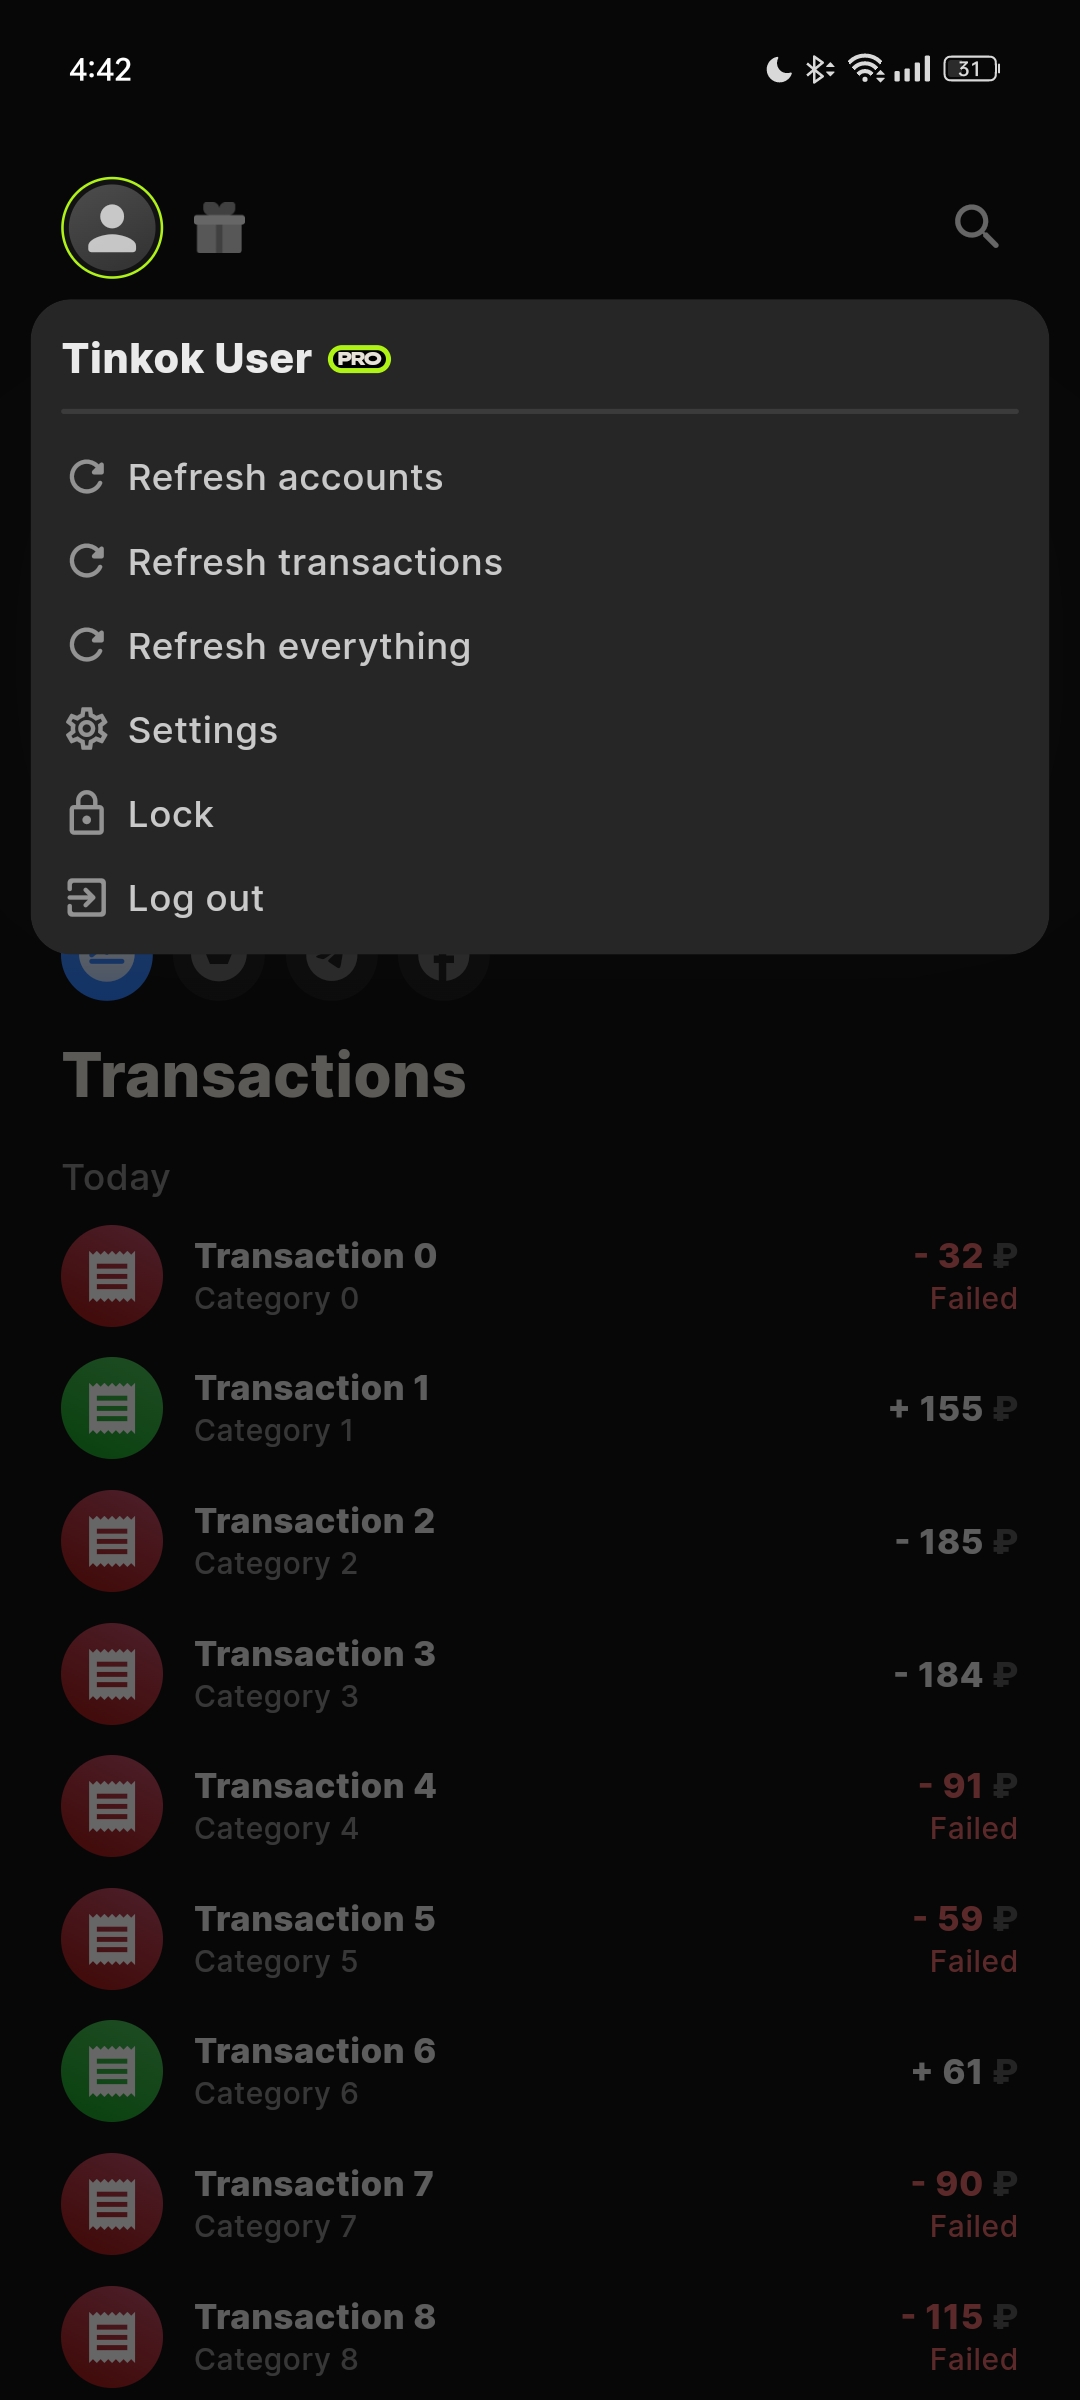 4:42
31
Tinkok User PRO
Refresh accounts
Refresh transactions
Refresh everything
Settings
Lock
Log out
Transactions
Today
Transaction 0
- 32 ₽
Category 0
Failed
Transaction 1
Category 1
+ 155 ₽
Transaction 2
Category 2
- 185 ₽
Transaction 3
Category 3
- 184 ₽
Transaction 4
- 91 ₽
Category 4
Failed
Transaction 5
- 59 ₽
Category 5
Failed
Transaction 6
Category 6
+ 61 ₽
Transaction 7
- 90 ₽
Category 7
Failed
Transaction 8
- 115 ₽
Category 8
Failed